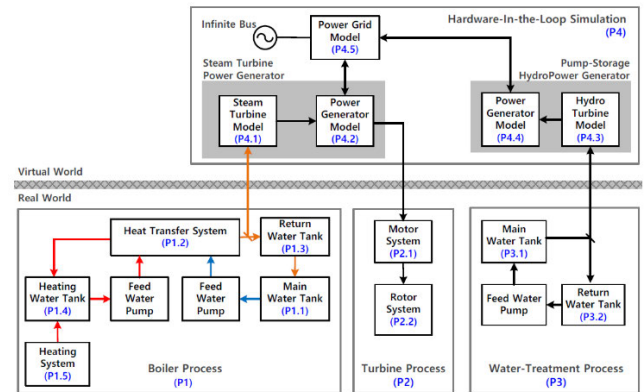 Hardware-In-the-Loop Simulation
(P4)
Infinite Bus
Power Grid
Model
(P4.5)
Steam Turbine
Power Generator
Pump-Storage
HydroPower Generator
Steam
Turbine
Model
(P4.1)
Power
Generator
Model
(P4.2)
Power
Generator
Model
(P4.4)
Hydro
Turbine
Model
(P4.3)
Virtual World
Real World
Heat Transfer System
(P1.2)
Return
Water Tank
(P1.3)
Heating
Water Tank
(P1.4)
Feed
Water
Pump
Feed
Water
Pump
Main
Water Tank
(P1.1)
Heating
System
(P1.5)
Boiler Process
(P1)
Motor
System
(P2.1)
Rotor
System
(P2.2)
Turbine Process
(P2)
Main
Water Tank
(P3.1)
Feed Water
Pump
Return
Water Tank
(P3.2)
Water-Treatment Process
(P3)